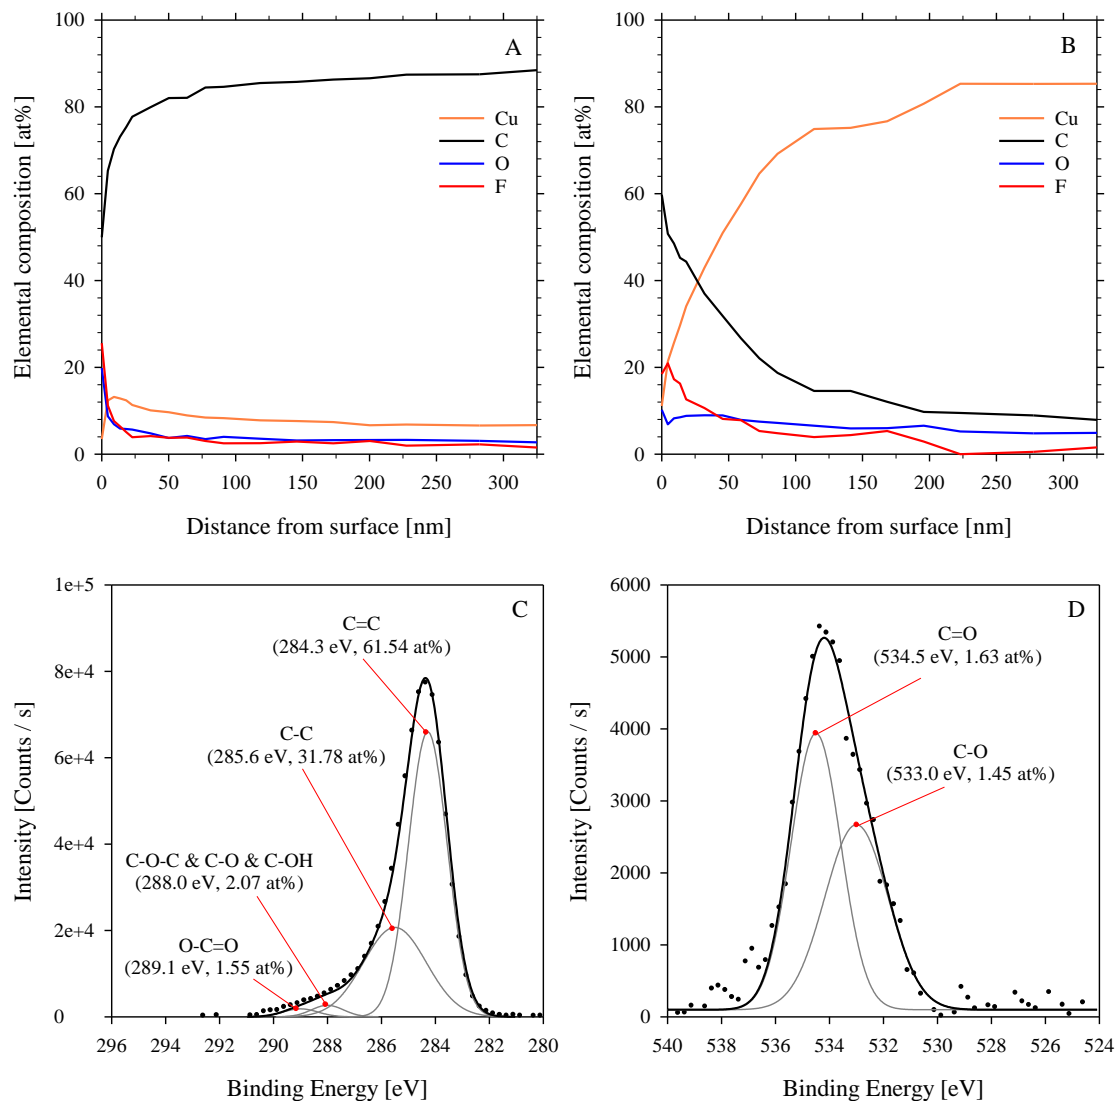 A
100
80
60
40
20
0
Elemental composition [at%]
Cu
C
O
F
0 50 100 150 200 250 300
Distance from surface [nm]
B
100
80
60
40
20
0
Elemental composition [at%]
Cu
C
O
F
0 50 100 150 200 250 300
Distance from surface [nm]
C
1e+5
8e+4
6e+4
4e+4
2e+4
0
Intensity [Counts / s]
C=C
(284.3 eV, 61.54 at%)
C-C
(285.6 eV, 31.78 at%)
C-O-C & C-O & C-OH
(288.0 eV, 2.07 at%)
O-C=O
(289.1 eV, 1.55 at%)
296 294 292 290 288 286 284 282 280
Binding Energy [eV]
D
6000
5000
4000
3000
2000
1000
0
Intensity [Counts / s]
C=O
(534.5 eV, 1.63 at%)
C-O
(533.0 eV, 1.45 at%)
540 538 536 534 532 530 528 526 524
Binding Energy [eV]